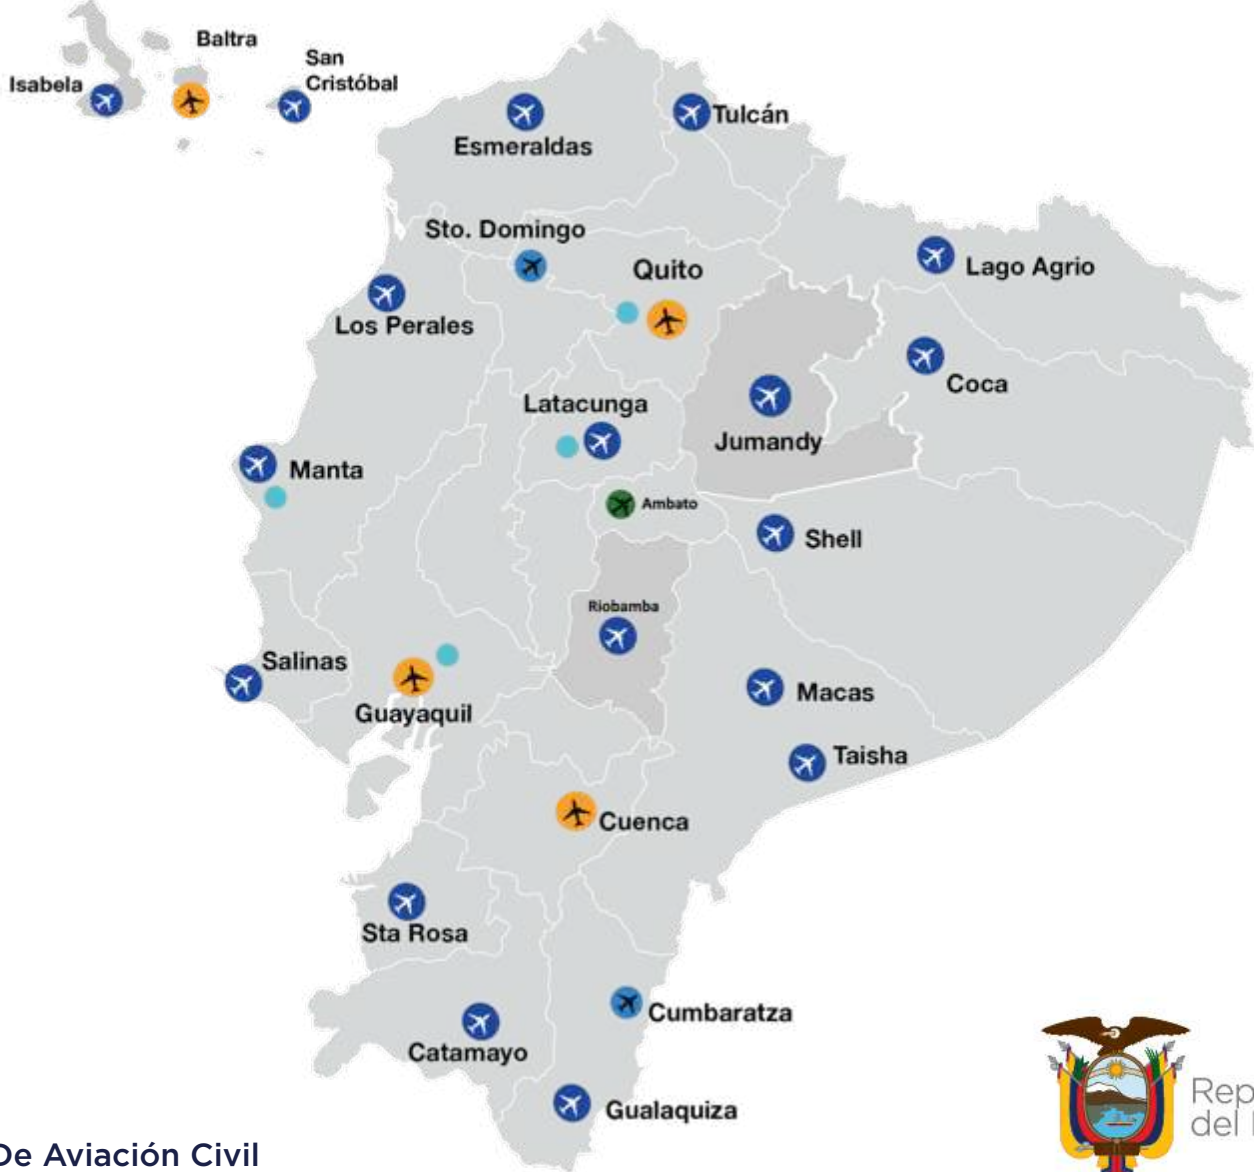 Baltra
San
Cristóbal
Isabela
Esmeraldas
Tulcán
Sto. Domingo
Quito
Lago Agrio
Los Perales
Coca
Latacunga
Jumandy
Manta
Ambato
Shell
Riobamba
Salinas
Guayaquil
Macas
Taisha
Cuenca
Sta Rosa
Cumbaratza
Catamayo
Gualaquiza
De Aviación Civil
Rep
del